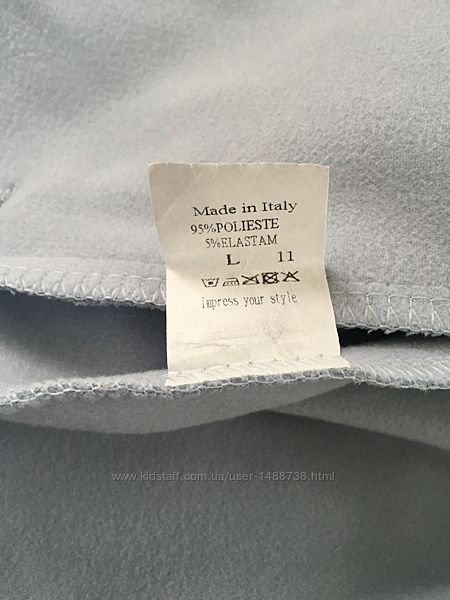 Made in Italy
95%POLIESTE
5%ELASTAM
L 11
Impress your style
www.kidstaff.com.ua/user-1488738.html